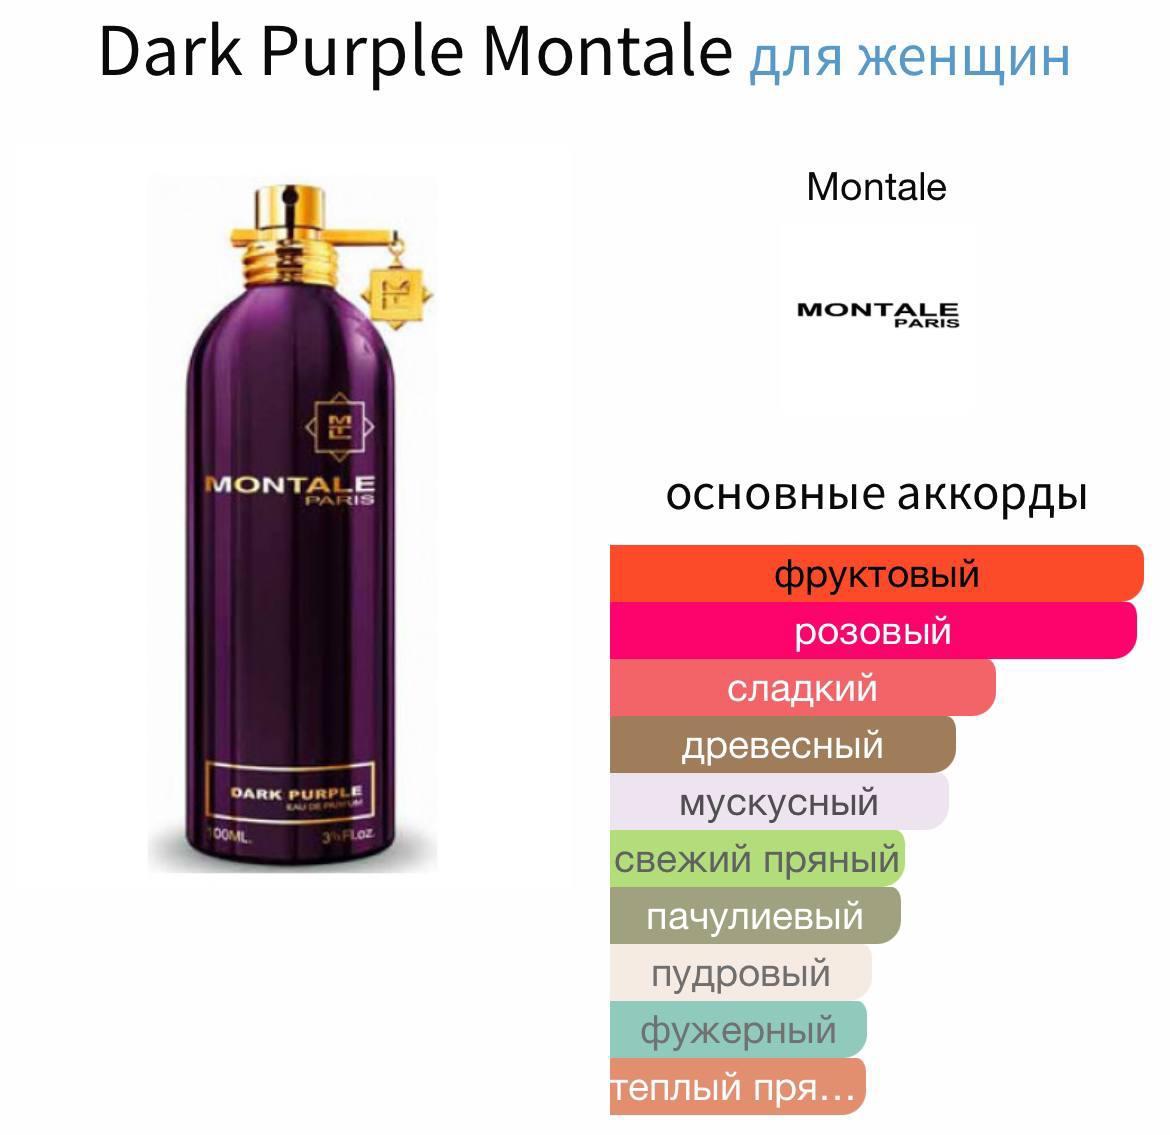 Dark Purple Montale для женщин
Montale
MONTALE
PARIS
MONTALE
PARIS
DARK PURPLE
EAU DE PARFUM
100ML. 3⅓Fl.oz.
основные аккорды
фруктовый
розовый
сладкий
древесный
мускусный
свежий пряный
пачулиевый
пудровый
фужерный
теплый пря...